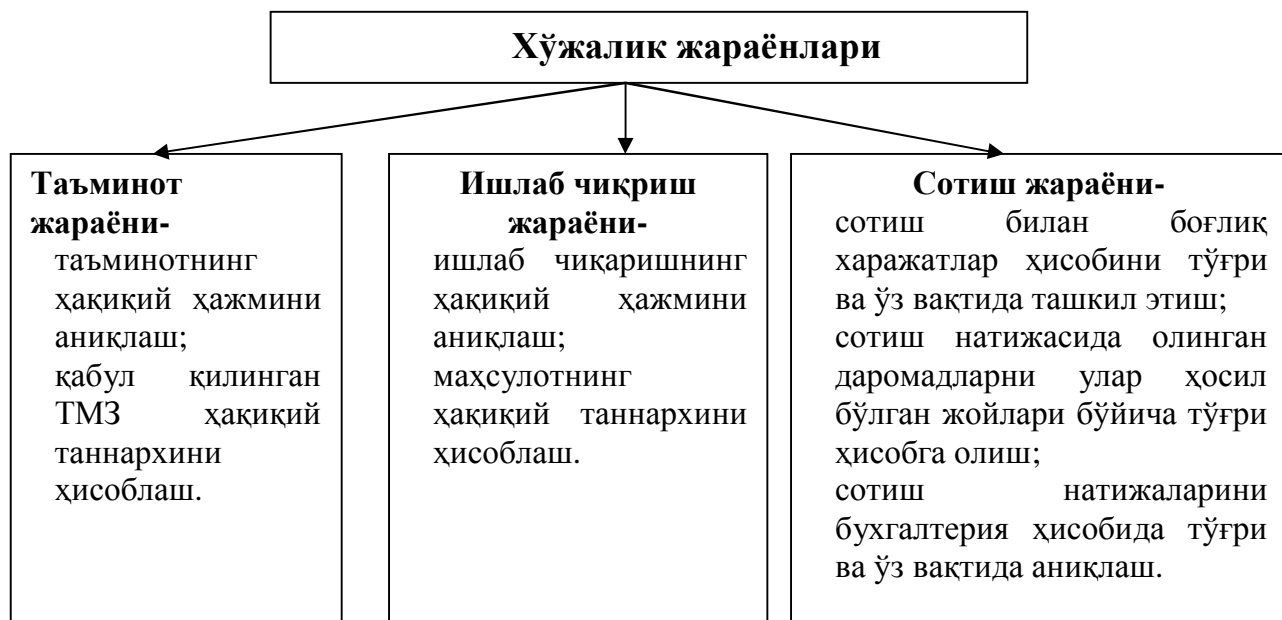 Хўжалик жараёнлари
Таъминот
жараёни-
таъминотнинг
ҳақиқий ҳажмини
аниқлаш;
қабул қилинган
ТМЗ ҳақиқий
таннархини
ҳисоблаш.
Ишлаб чиқриш
жараёни-
ишлаб чиқаришнинг
ҳақиқий ҳажмини
аниқлаш;
маҳсулотнинг
ҳақиқий таннархини
ҳисоблаш.
Сотиш жараёни-
сотиш билан боғлиқ
харажатлар ҳисобини тўғри
ва ўз вақтида ташкил этиш;
сотиш натижасида олинган
даромадларни улар ҳосил
бўлган жойлари бўйича тўғри
ҳисобга олиш;
сотиш натижаларини
бухгалтерия ҳисобида тўғри
ва ўз вақтида аниқлаш.